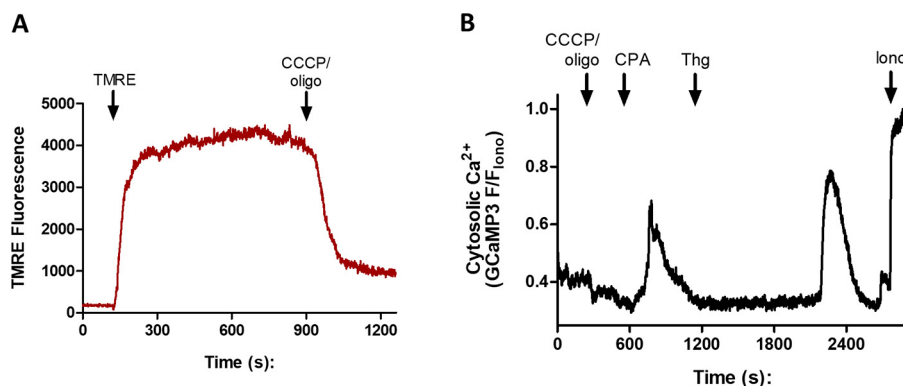 A
CCCP/
oligo
TMRE
5000
4000
3000
2000
1000
0
TMRE Fluorescence
0 300 600 900 1200
Time (s):
B
CCCP/
oligo CPA Thg Iono
1.0
0.8
0.6
0.4
Cytosolic Ca²⁺
(GCaMP3 F/F_Iono)
0 600 1200 1800 2400
Time (s):